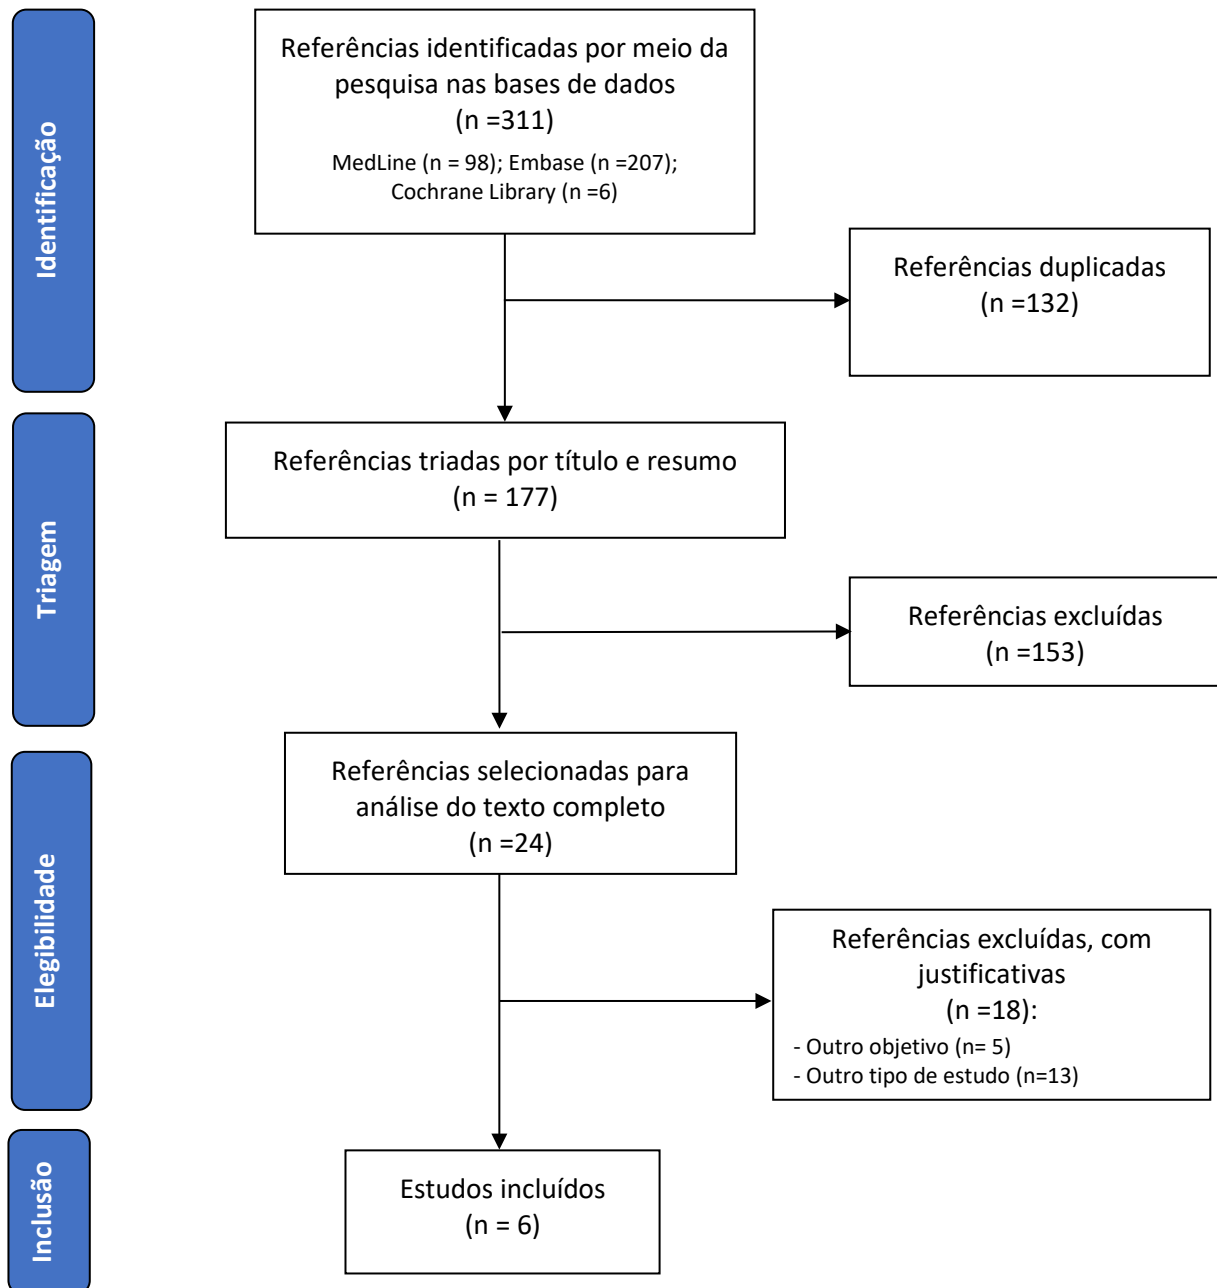 Identificação
Referências identificadas por meio da
pesquisa nas bases de dados
(n =311)
MedLine (n = 98); Embase (n =207);
Cochrane Library (n =6)
Referências duplicadas
(n =132)
Triagem
Referências triadas por título e resumo
(n = 177)
Referências excluídas
(n =153)
Elegibilidade
Referências selecionadas para
análise do texto completo
(n =24)
Referências excluídas, com
justificativas
(n =18):
- Outro objetivo (n= 5)
- Outro tipo de estudo (n=13)
Inclusão
Estudos incluídos
(n = 6)